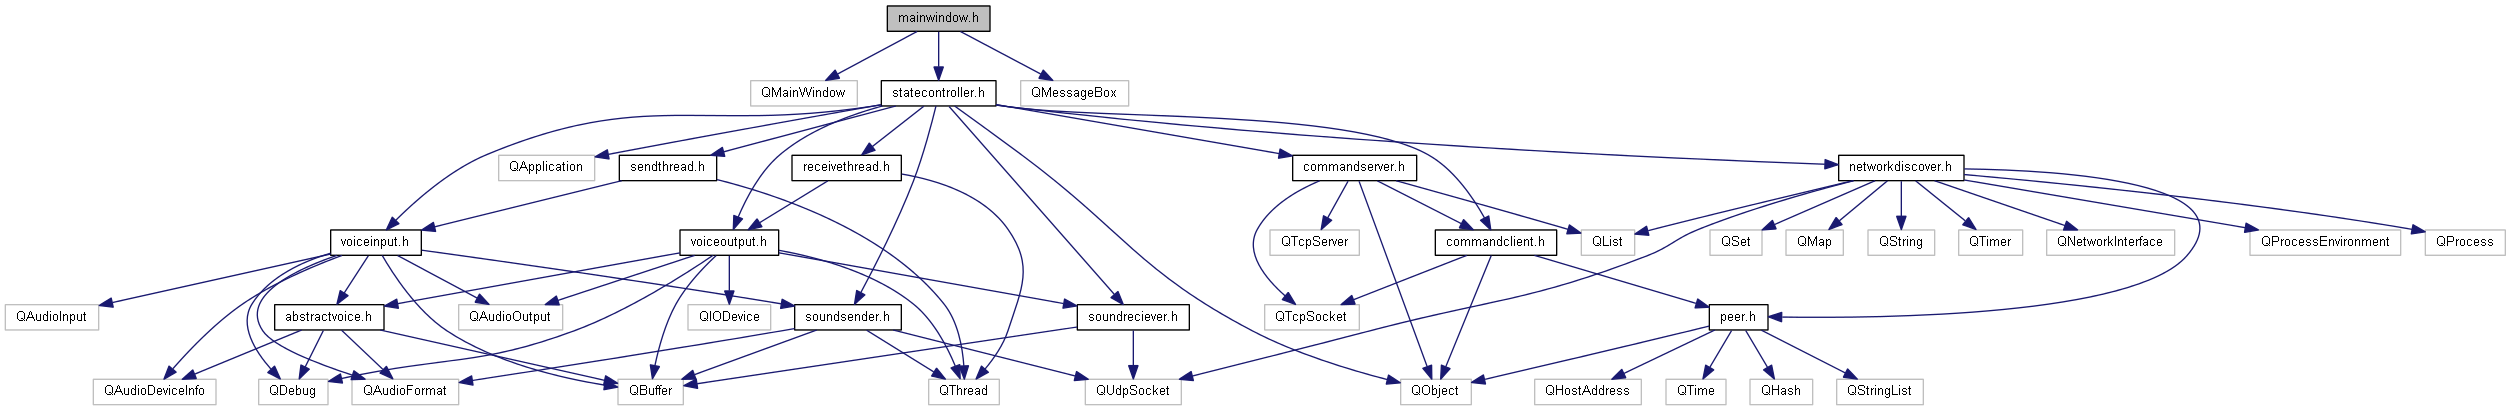 mainwindow.h
QMainWindow
statecontroller.h
QMessageBox
QApplication
sendthread.h
receivethread.h
commandserver.h
networkdiscover.h
voiceinput.h
voiceoutput.h
QTcpServer
commandclient.h
QList
QSet
QMap
QString
QTimer
QNetworkInterface
QProcessEnvironment
QProcess
QAudioInput
abstractvoice.h
QAudioOutput
QIODevice
soundsender.h
soundreciever.h
QTcpSocket
peer.h
QAudioDeviceInfo
QDebug
QAudioFormat
QBuffer
QThread
QUdpSocket
QObject
QHostAddress
QTime
QHash
QStringList